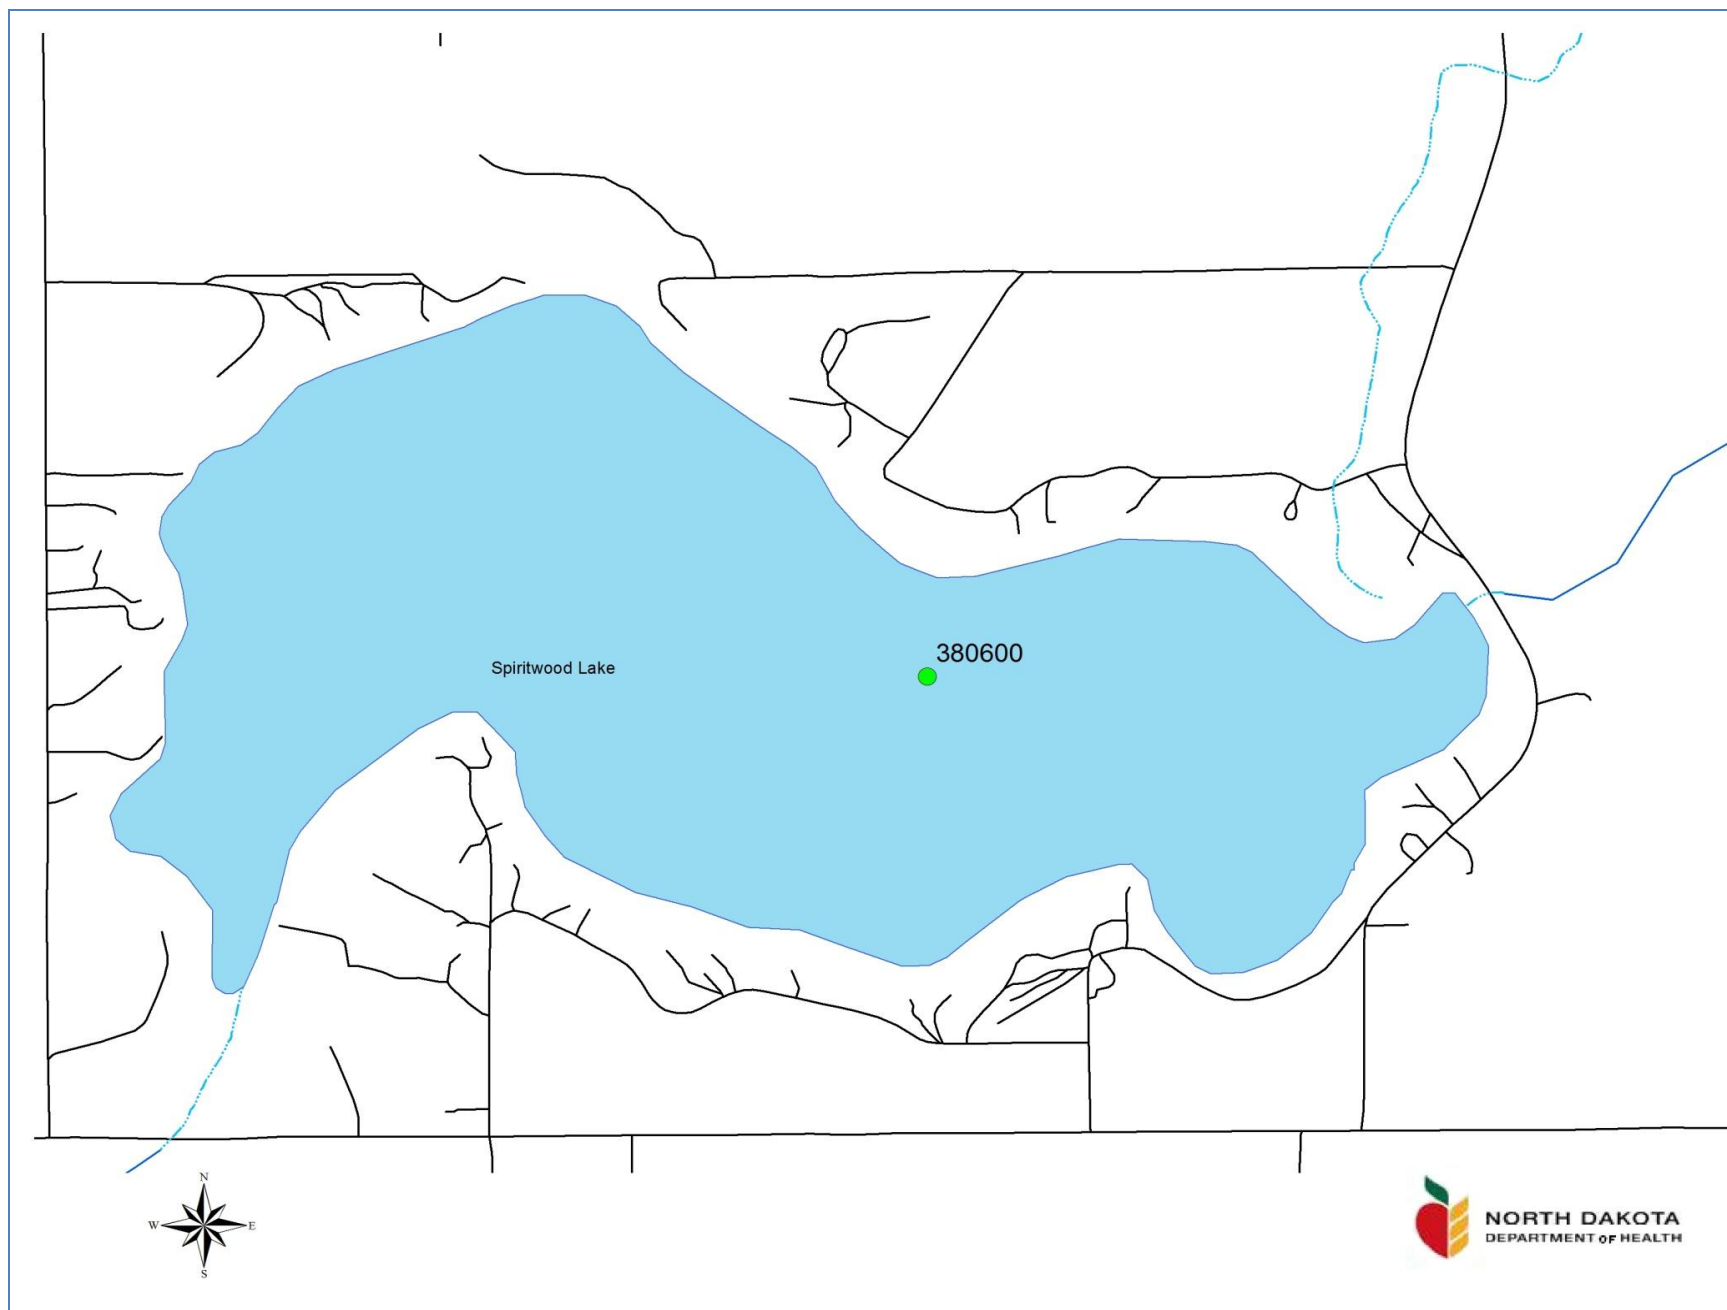 380600
Spiritwood Lake
N
W
E
S
NORTH DAKOTA
DEPARTMENT OF HEALTH